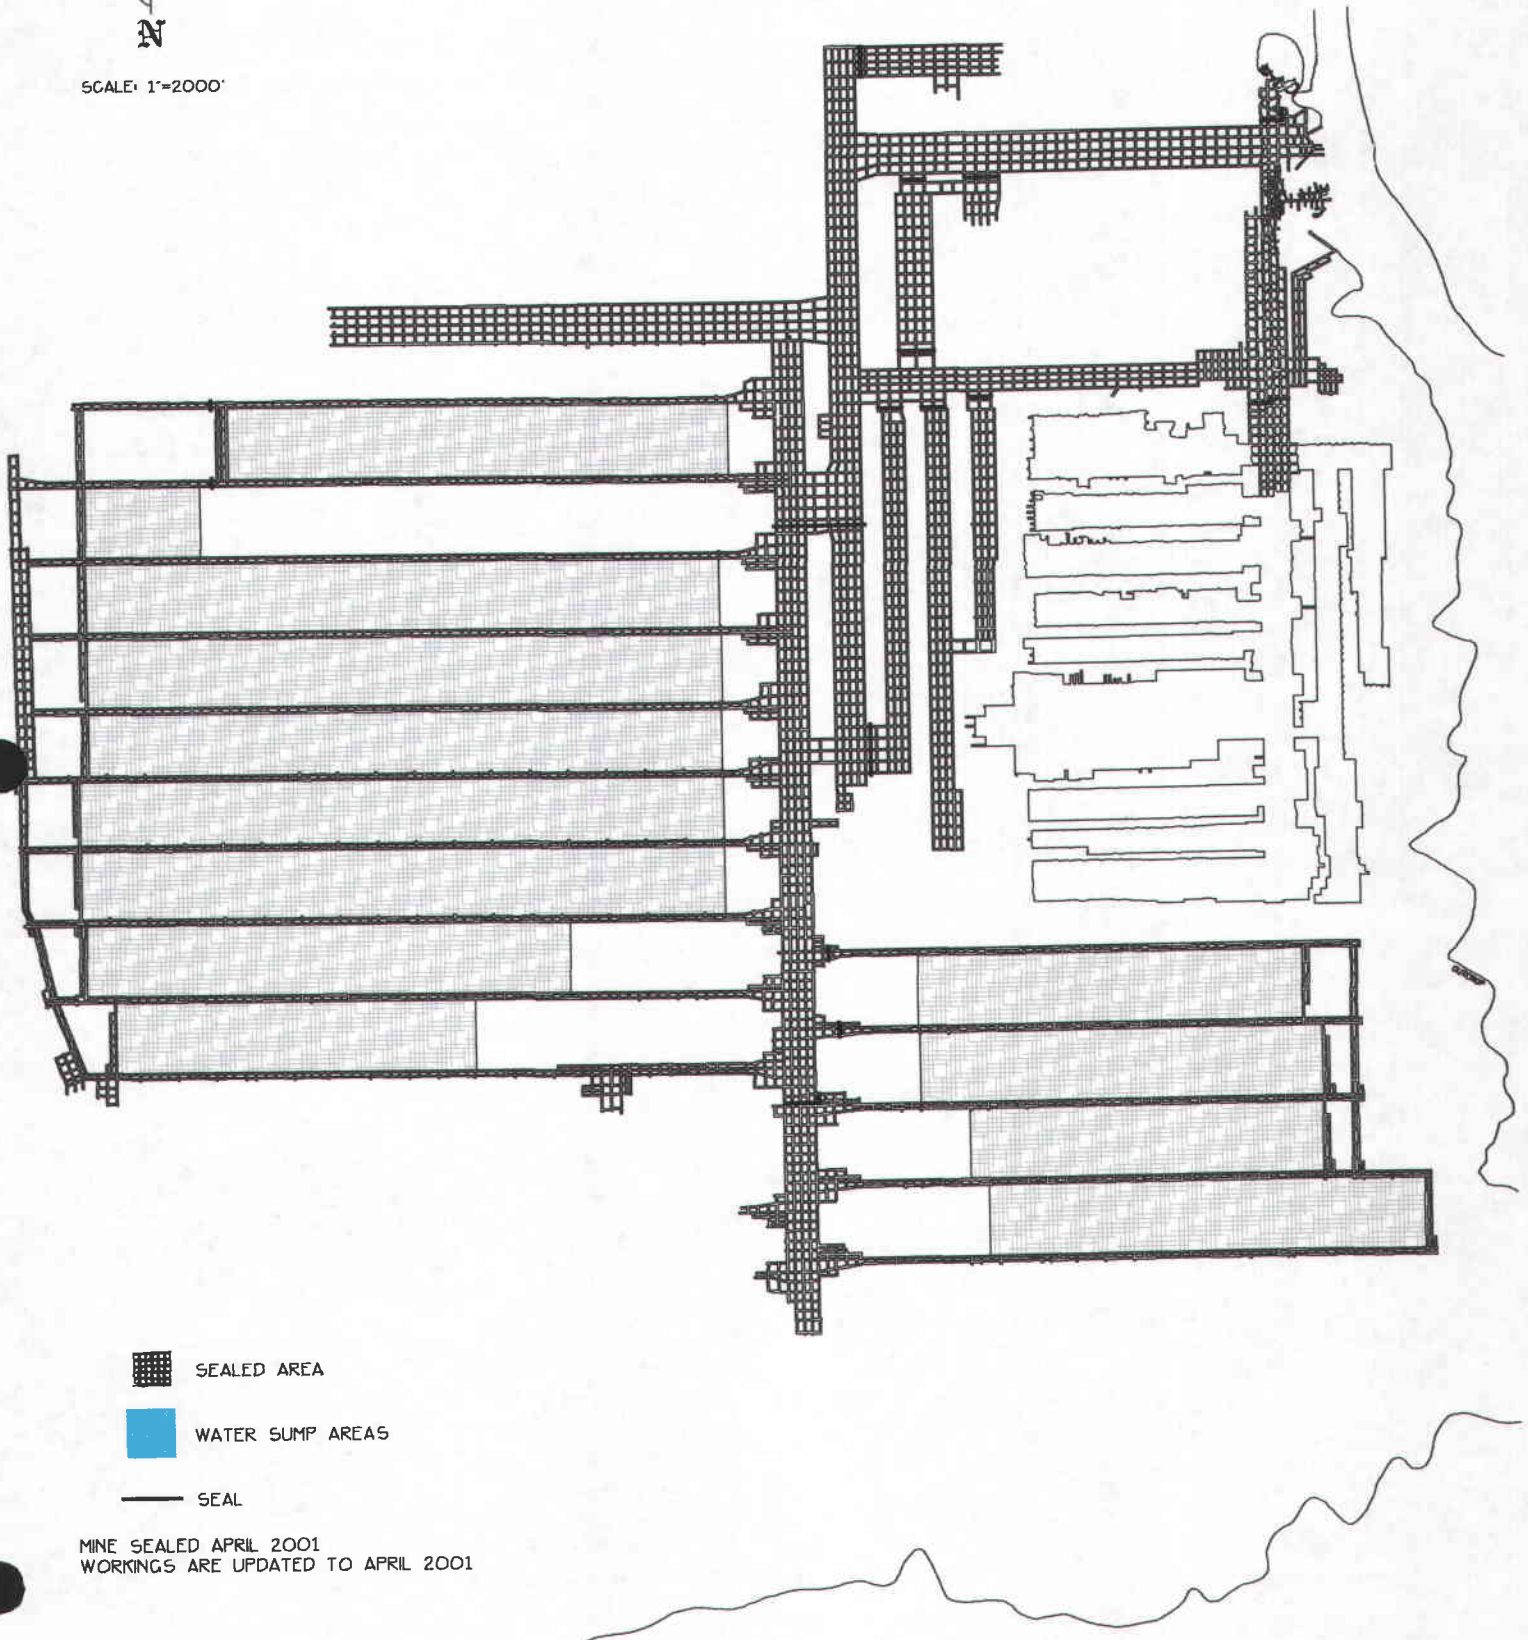 N
SCALE: 1"=2000'
SEALED AREA
WATER SUMP AREAS
SEAL
MINE SEALED APRIL 2001
WORKINGS ARE UPDATED TO APRIL 2001